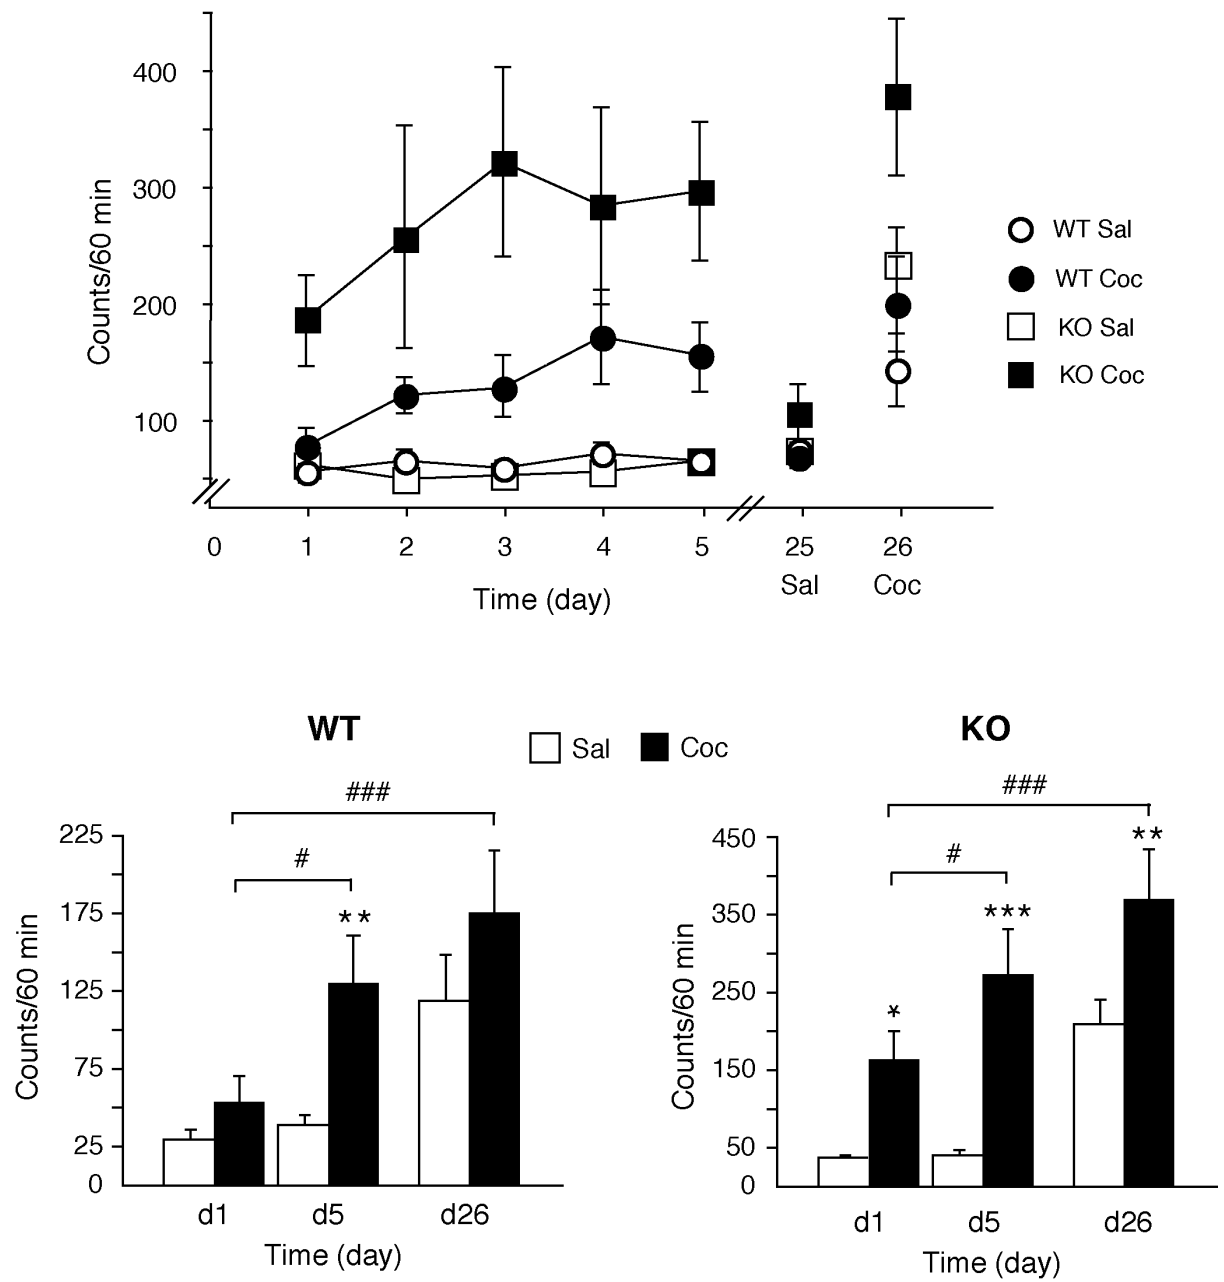 400
300
200
100
Counts/60 min
0 1 2 3 4 5 25 26
Sal Coc
Time (day)
WT Sal
WT Coc
KO Sal
KO Coc
WT
Sal Coc
KO
###
#
**
225
175
125
75
25
0
Counts/60 min
d1 d5 d26
Time (day)
###
**
#
***
*
450
350
250
150
50
0
Counts/60 min
d1 d5 d26
Time (day)